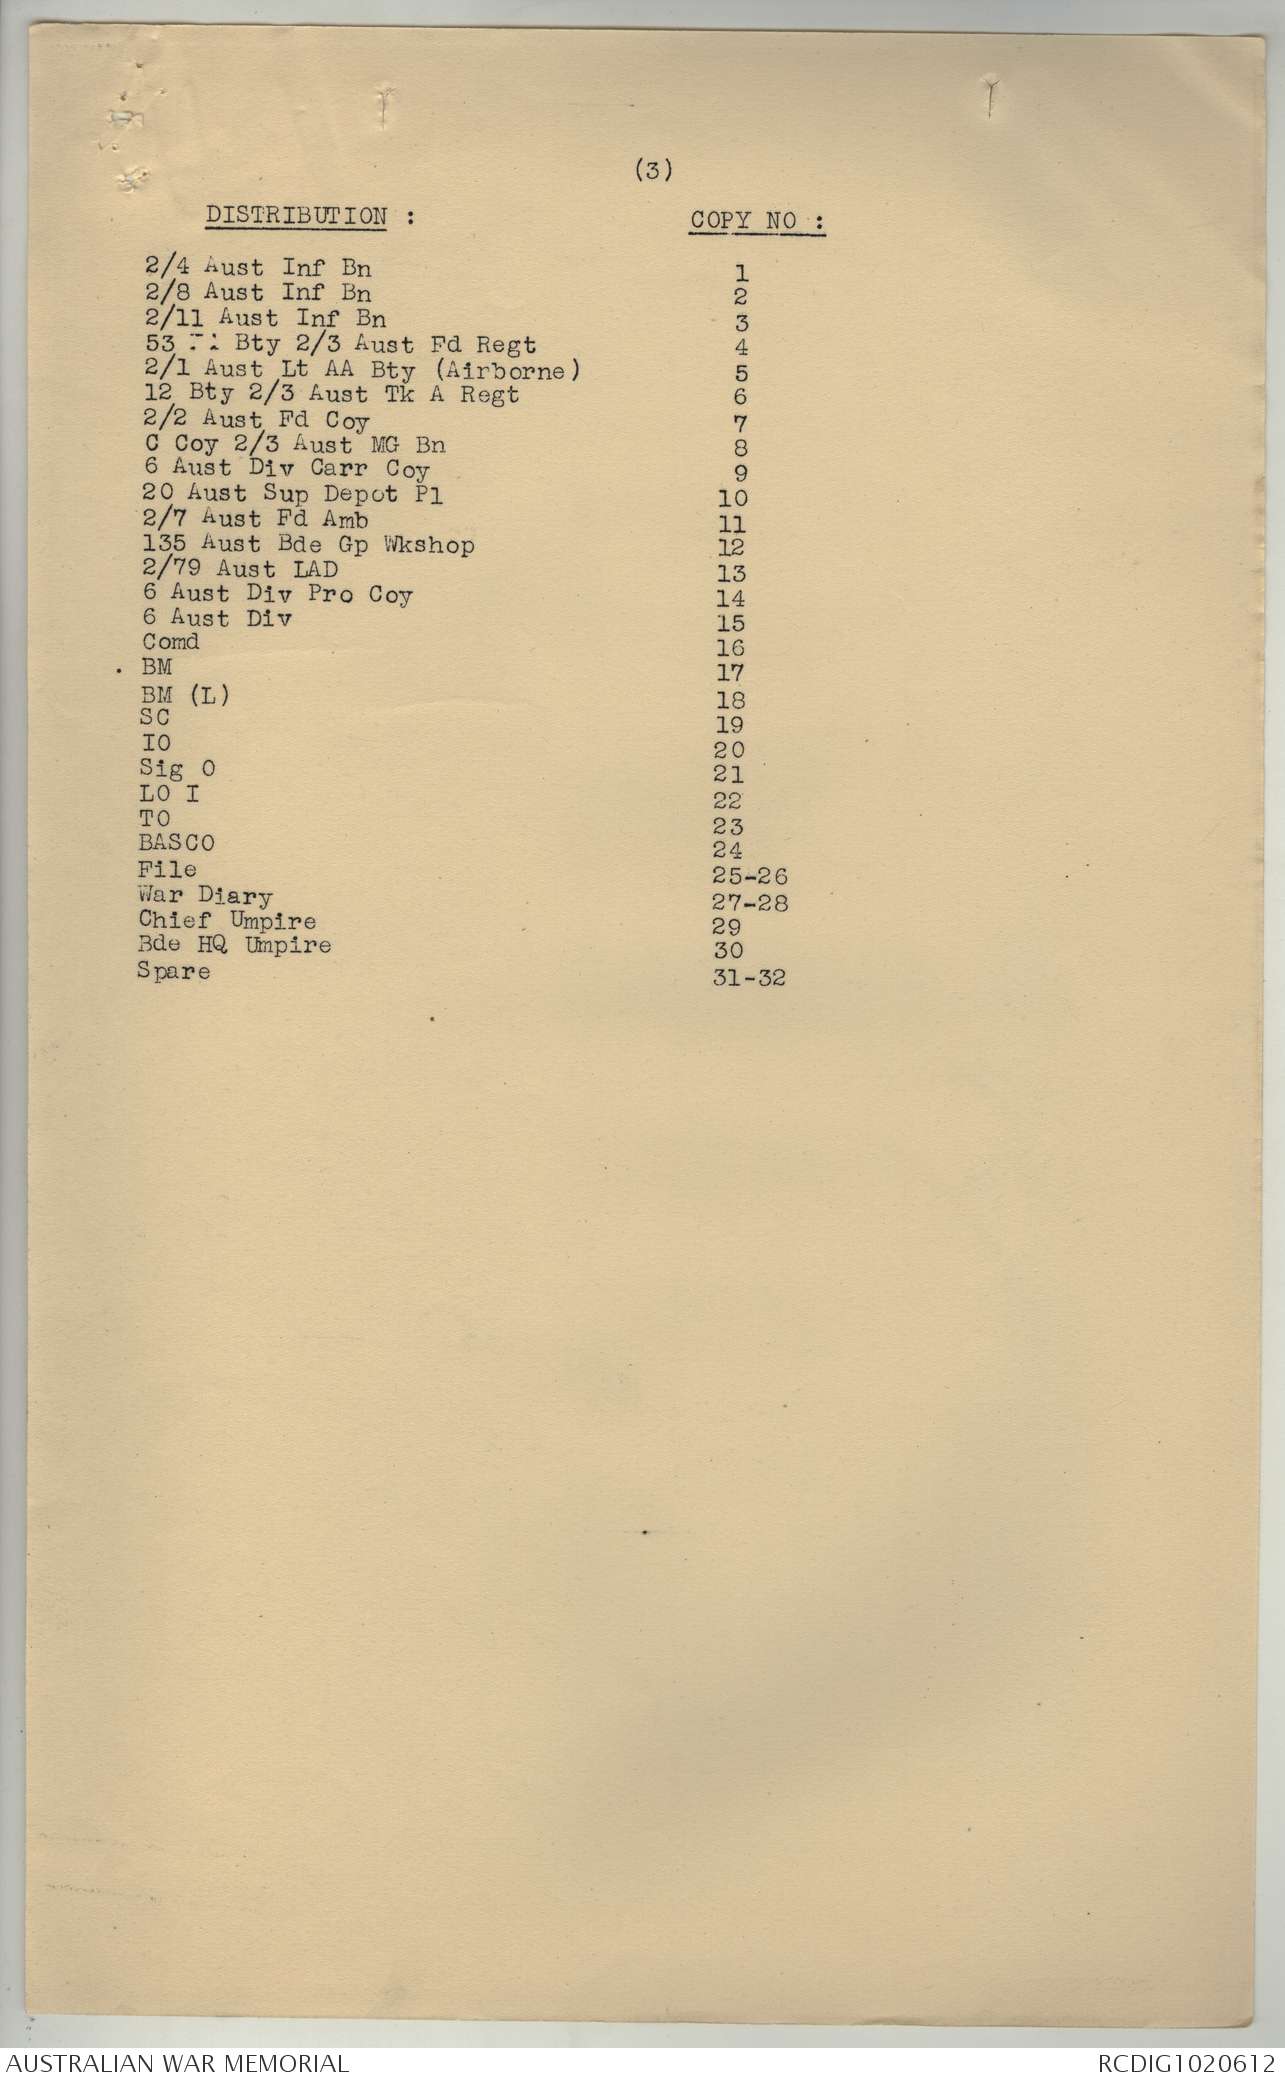 (3)
DISTRIBUTION : COPY NO :
2/4 Aust Inf Bn 1
2/8 Aust Inf Bn 2
2/11 Aust Inf Bn 3
53 Bty 2/3 Aust Fd Regt 4
2/1 Aust Lt AA Bty (Airborne) 5
12 Bty 2/3 Aust Tk A Regt 6
2/2 Aust Fd Coy 7
C Coy 2/3 Aust MG Bn 8
6 Aust Div Carr Coy 9
20 Aust Sup Depot Pl 10
2/7 Aust Fd Amb 11
135 Aust Bde Gp Wkshop 12
2/79 Aust LAD 13
6 Aust Div Pro Coy 14
6 Aust Div 15
Comd 16
BM 17
BM (L) 18
SC 19
IO 20
Sig O 21
LO I 22
TO 23
BASCO 24
File 25-26
War Diary 27-28
Chief Umpire 29
Bde HQ Umpire 30
Spare 31-32
AUSTRALIAN WAR MEMORIAL RCDIG1020612